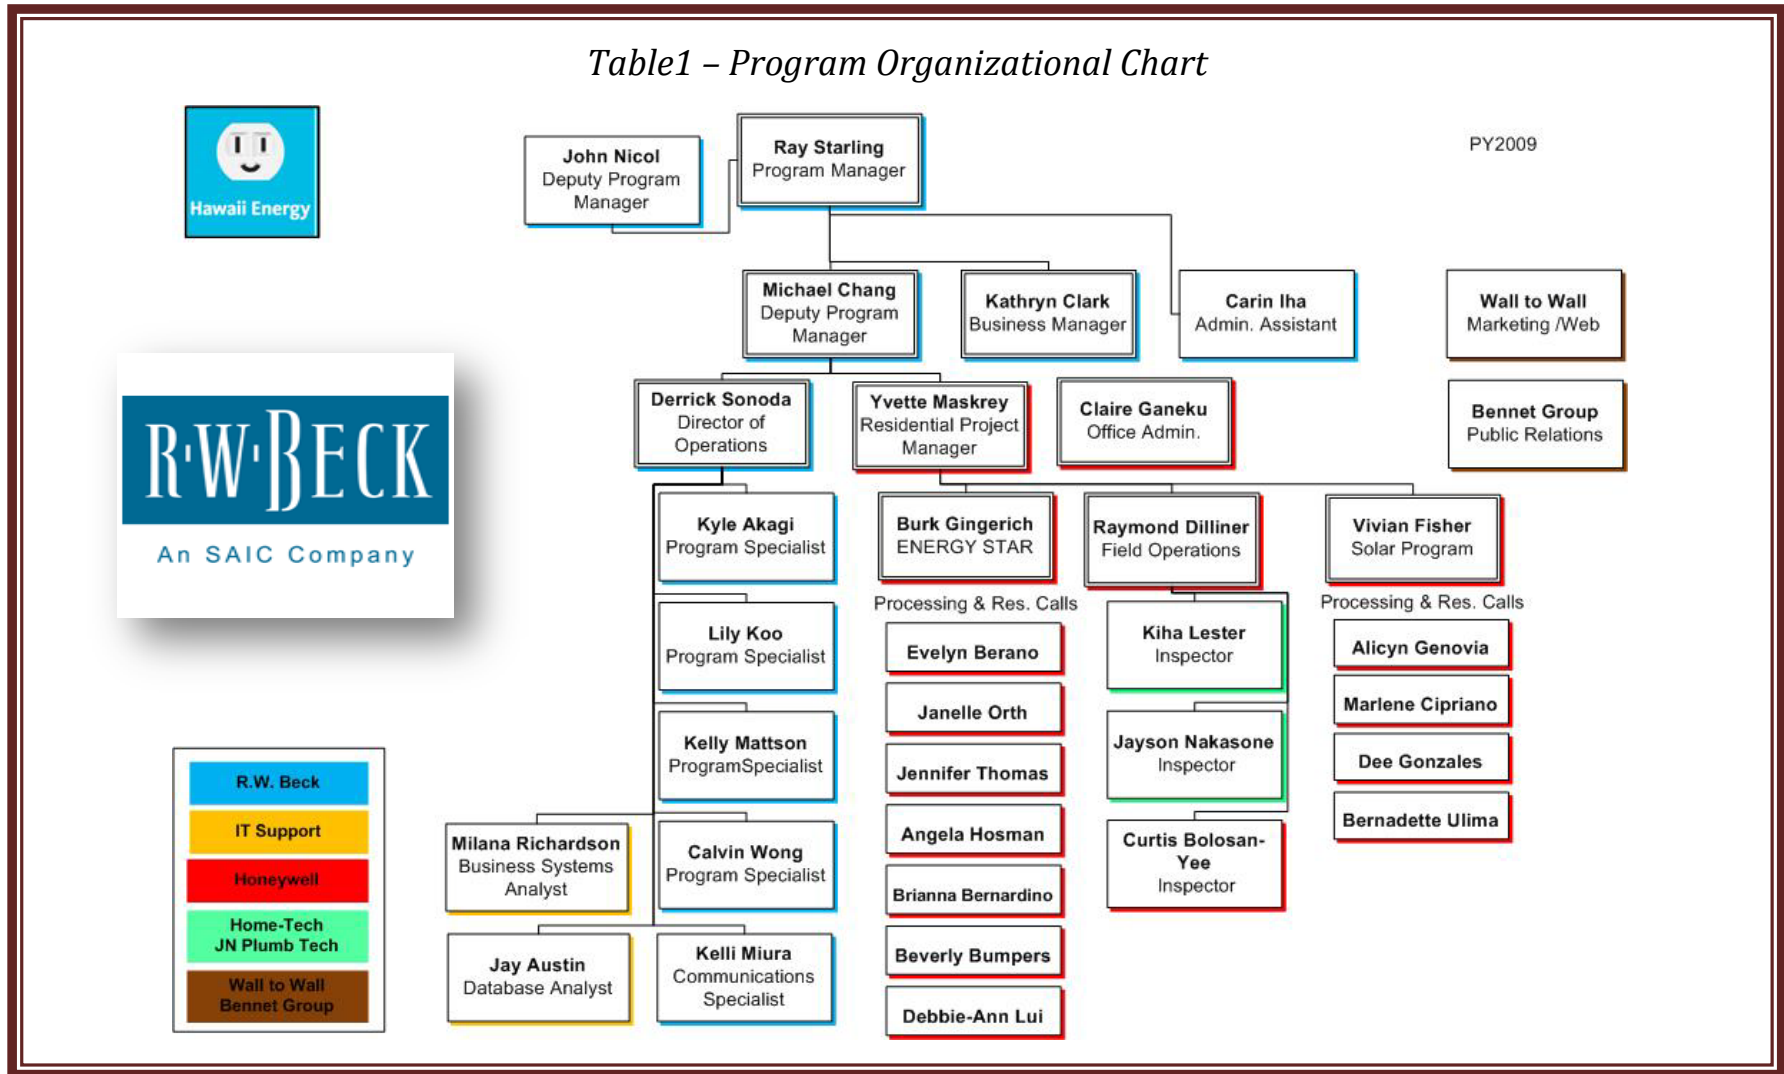 Table1 – Program Organizational Chart
Hawaii Energy
John Nicol
Deputy Program
Manager
Ray Starling
Program Manager
PY2009
Michael Chang
Deputy Program
Manager
Kathryn Clark
Business Manager
Carin Iha
Admin. Assistant
Wall to Wall
Marketing /Web
R·W·BECK
An SAIC Company
Derrick Sonoda
Director of
Operations
Yvette Maskrey
Residential Project
Manager
Claire Ganeku
Office Admin.
Bennet Group
Public Relations
Kyle Akagi
Program Specialist
Burk Gingerich
ENERGY STAR
Raymond Dilliner
Field Operations
Vivian Fisher
Solar Program
Lily Koo
Program Specialist
Kelly Mattson
ProgramSpecialist
Milana Richardson
Business Systems
Analyst
Calvin Wong
Program Specialist
Jay Austin
Database Analyst
Kelli Miura
Communications
Specialist
Processing & Res. Calls
Evelyn Berano
Janelle Orth
Jennifer Thomas
Angela Hosman
Brianna Bernardino
Beverly Bumpers
Debbie-Ann Lui
Kiha Lester
Inspector
Jayson Nakasone
Inspector
Curtis Bolosan-
Yee
Inspector
Processing & Res. Calls
Alicyn Genovia
Marlene Cipriano
Dee Gonzales
Bernadette Ulima
R.W. Beck
IT Support
Honeywell
Home-Tech
JN Plumb Tech
Wall to Wall
Bennet Group